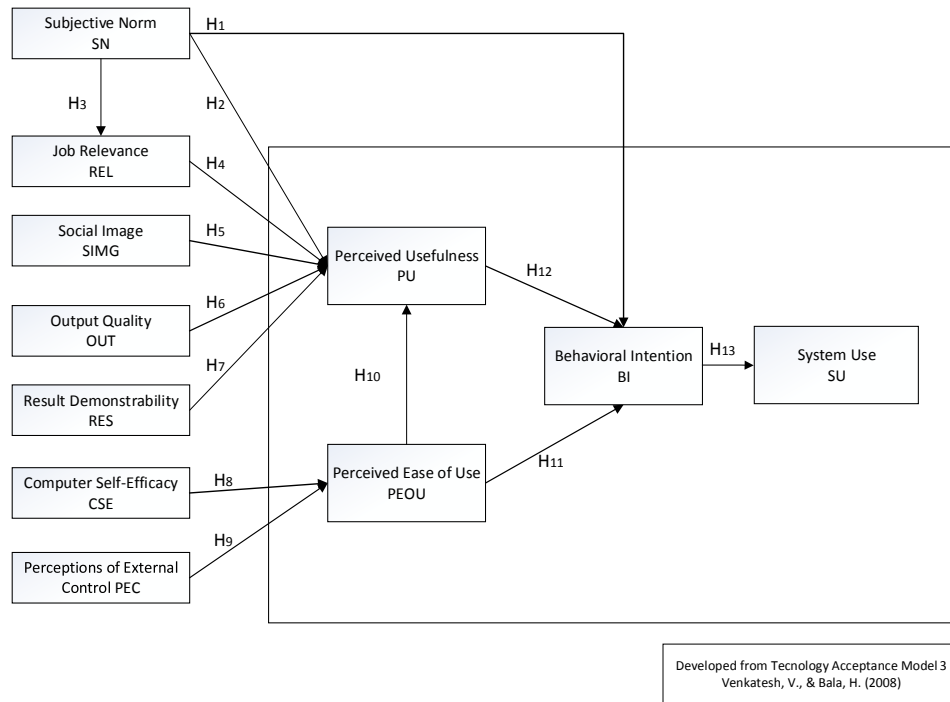 Subjective Norm
SN
H1
H2
H3
Job Relevance
REL
H4
Social Image
SIMG
H5
Perceived Usefulness
PU
H12
Output Quality
OUT
H6
Behavioral Intention
BI
H13
System Use
SU
H7
H10
Result Demonstrability
RES
Computer Self-Efficacy
CSE
H8
Perceived Ease of Use
PEOU
H11
H9
Perceptions of External
Control PEC
Developed from Tecnology Acceptance Model 3
Venkatesh, V., & Bala, H. (2008)